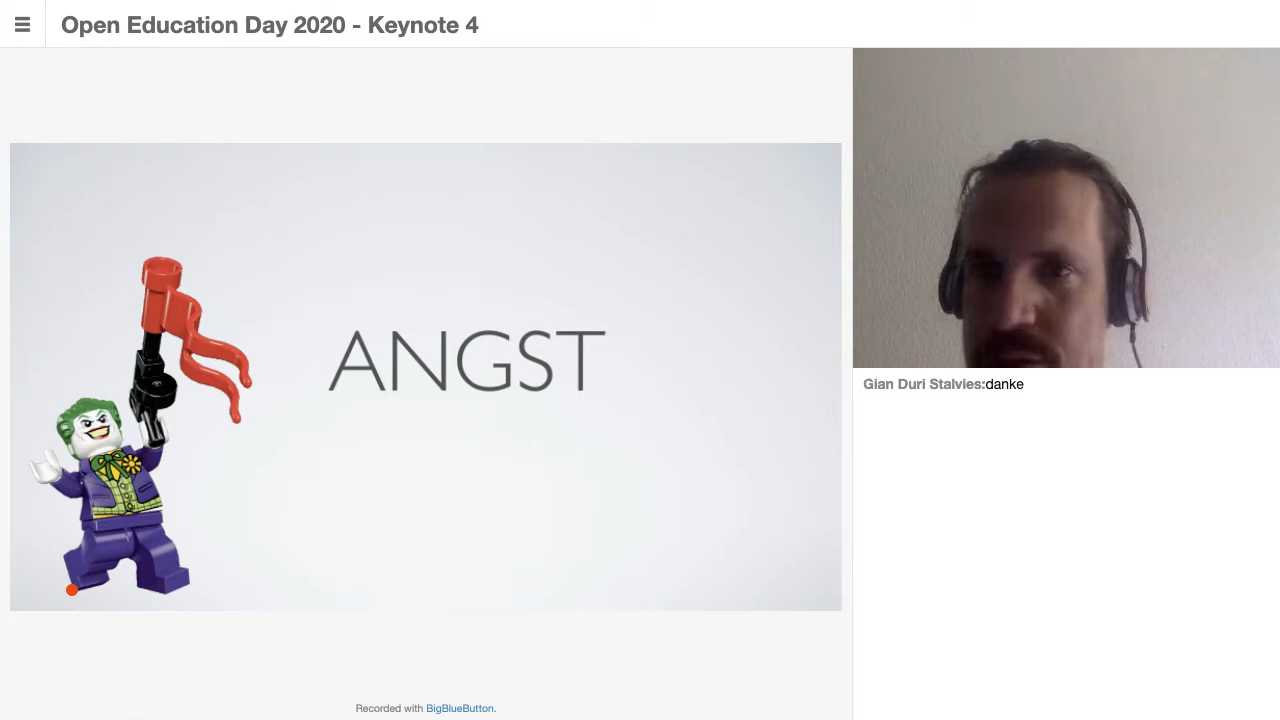 Open Education Day 2020 - Keynote 4
ANGST
Gian Duri Stalvies:danke
Recorded with BigBlueButton.